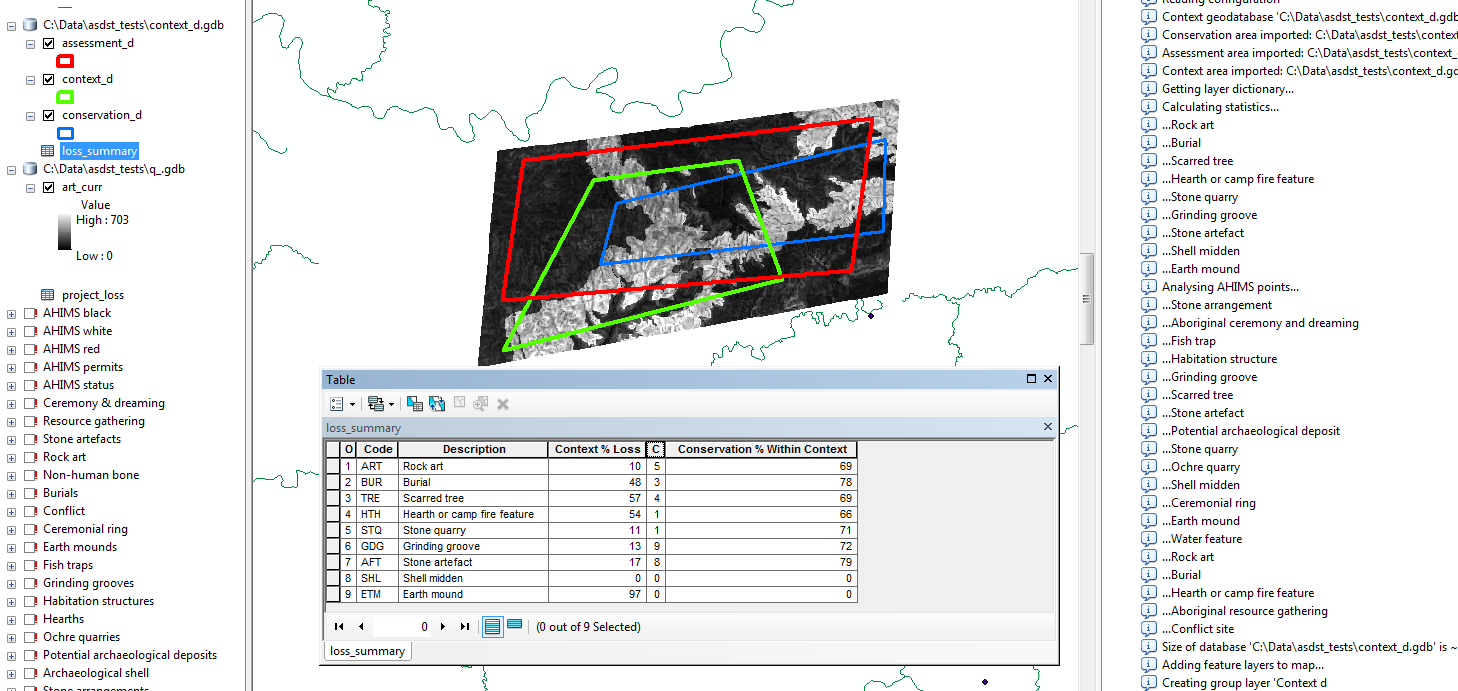 C:\Data\asdst_tests\context_d.gdb
assessment_d
context_d
conservation_d
loss_summary
C:\Data\asdst_tests\q_.gdb
art_curr
Value
High : 703
Low : 0
project_loss
AHIMS black
AHIMS white
AHIMS red
AHIMS permits
AHIMS status
Ceremony & dreaming
Resource gathering
Stone artefacts
Rock art
Non-human bone
Burials
Conflict
Ceremonial ring
Earth mounds
Fish traps
Grinding grooves
Habitation structures
Hearths
Ochre quarries
Potential archaeological deposits
Archaeological shell
Stone arrangements
Table
loss_summary
O Code Description Context % Loss C Conservation % Within Context
1 ART Rock art 10 5 69
2 BUR Burial 48 3 78
3 TRE Scarred tree 57 4 69
4 HTH Hearth or camp fire feature 54 1 66
5 STQ Stone quarry 11 1 71
6 GDG Grinding groove 13 9 72
7 AFT Stone artefact 17 8 79
8 SHL Shell midden 0 0 0
9 ETM Earth mound 97 0 0
0 (0 out of 9 Selected)
loss_summary
Reading configuration
Context geodatabase 'C:\Data\asdst_tests\context_d.gdb
Conservation area imported: C:\Data\asdst_tests\context
Assessment area imported: C:\Data\asdst_tests\context_
Context area imported: C:\Data\asdst_tests\context_d.gd
Getting layer dictionary...
Calculating statistics...
...Rock art
...Burial
...Scarred tree
...Hearth or camp fire feature
...Stone quarry
...Grinding groove
...Stone artefact
...Shell midden
...Earth mound
Analysing AHIMS points...
...Stone arrangement
...Aboriginal ceremony and dreaming
...Fish trap
...Habitation structure
...Grinding groove
...Scarred tree
...Stone artefact
...Potential archaeological deposit
...Stone quarry
...Ochre quarry
...Shell midden
...Ceremonial ring
...Earth mound
...Water feature
...Rock art
...Burial
...Hearth or camp fire feature
...Aboriginal resource gathering
...Conflict site
Size of database 'C:\Data\asdst_tests\context_d.gdb' is ~
Adding feature layers to map...
Creating group layer 'Context d